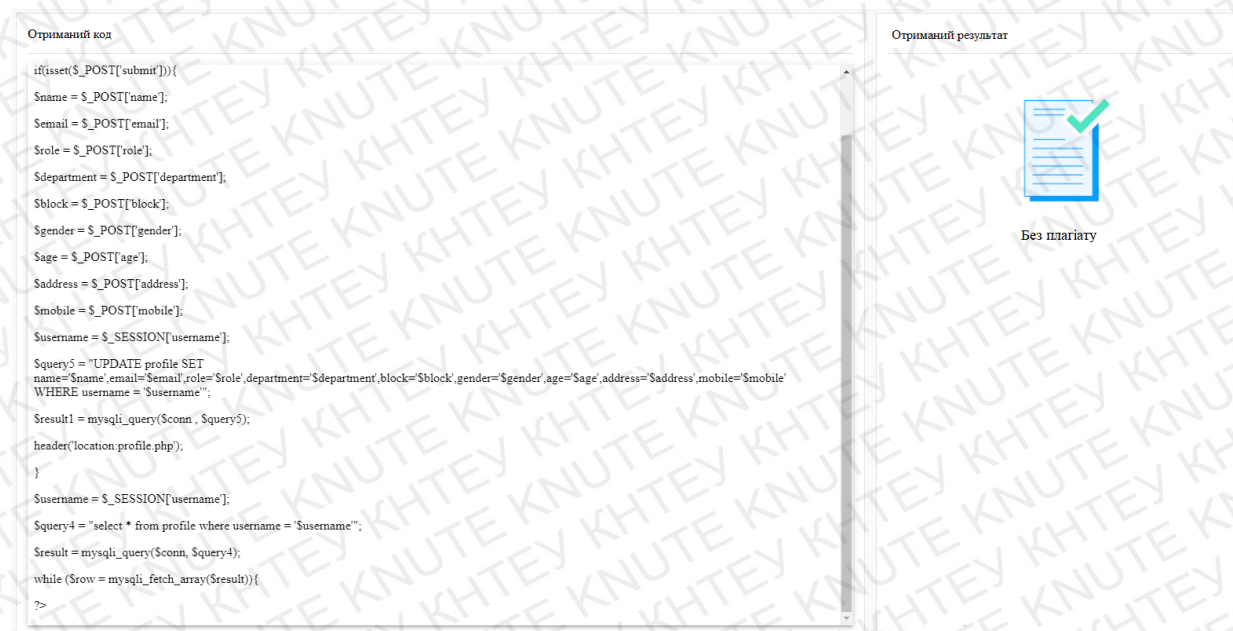 Отриманий код
Отриманий результат
if(isset($_POST['submit'])){
$name = $_POST['name'];
$email = $_POST['email'];
$role = $_POST['role'];
$department = $_POST['department'];
$block = $_POST['block'];
$gender = $_POST['gender'];
$age = $_POST['age'];
$address = $_POST['address'];
$mobile = $_POST['mobile'];
$username = $_SESSION['username'];
$query5 = "UPDATE profile SET
name='$name',email='$email',role='$role',department='$department',block='$block',gender='$gender',age='$age',address='$address',mobile='$mobile'
WHERE username = '$username'";
$result1 = mysqli_query($conn , $query5);
header('location:profile.php');
}
$username = $_SESSION['username'];
$query4 = "select * from profile where username = '$username'";
$result = mysqli_query($conn, $query4);
while ($row = mysqli_fetch_array($result)){
?>
Без плагіату
KNUTE КНТЕУ KNUTE КНТЕУ